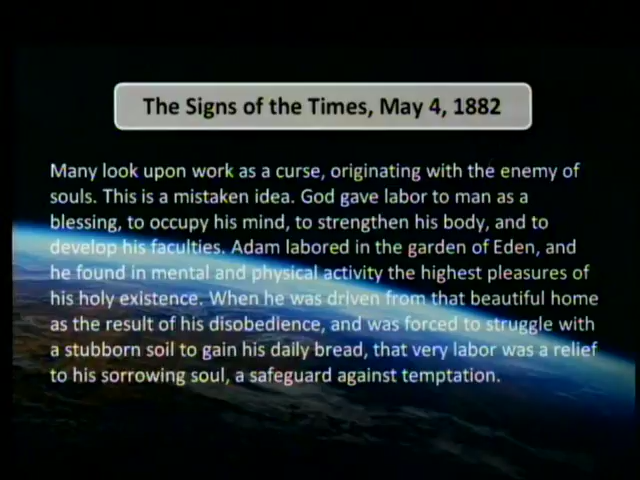 The Signs of the Times, May 4, 1882
Many look upon work as a curse, originating with the enemy of
souls. This is a mistaken idea. God gave labor to man as a
blessing, to occupy his mind, to strengthen his body, and to
develop his faculties. Adam labored in the garden of Eden, and
he found in mental and physical activity the highest pleasures of
his holy existence. When he was driven from that beautiful home
as the result of his disobedience, and was forced to struggle with
a stubborn soil to gain his daily bread, that very labor was a relief
to his sorrowing soul, a safeguard against temptation.